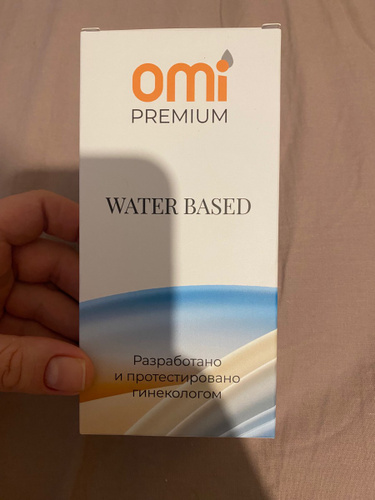 omi
PREMIUM
WATER BASED
Разработано
и протестировано
гинекологом